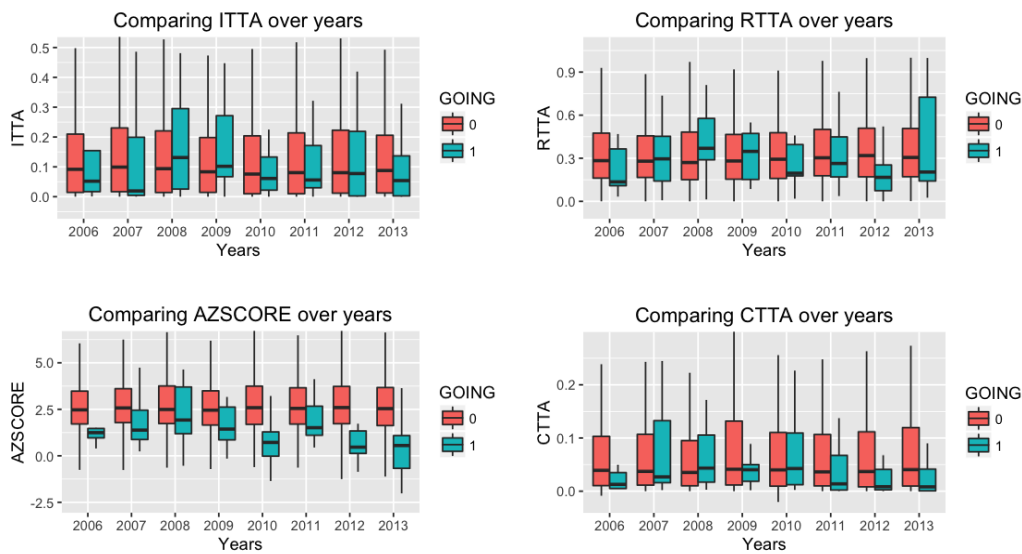 Comparing ITTA over years
ITTA
0.5
0.4
0.3
0.2
0.1
0.0
2006 2007 2008 2009 2010 2011 2012 2013
Years
GOING
0
1
Comparing RTTA over years
RTTA
0.9
0.6
0.3
0.0
2006 2007 2008 2009 2010 2011 2012 2013
Years
GOING
0
1
Comparing AZSCORE over years
AZSCORE
5.0
2.5
0.0
-2.5
2006 2007 2008 2009 2010 2011 2012 2013
Years
GOING
0
1
Comparing CTTA over years
CTTA
0.2
0.1
0.0
2006 2007 2008 2009 2010 2011 2012 2013
Years
GOING
0
1